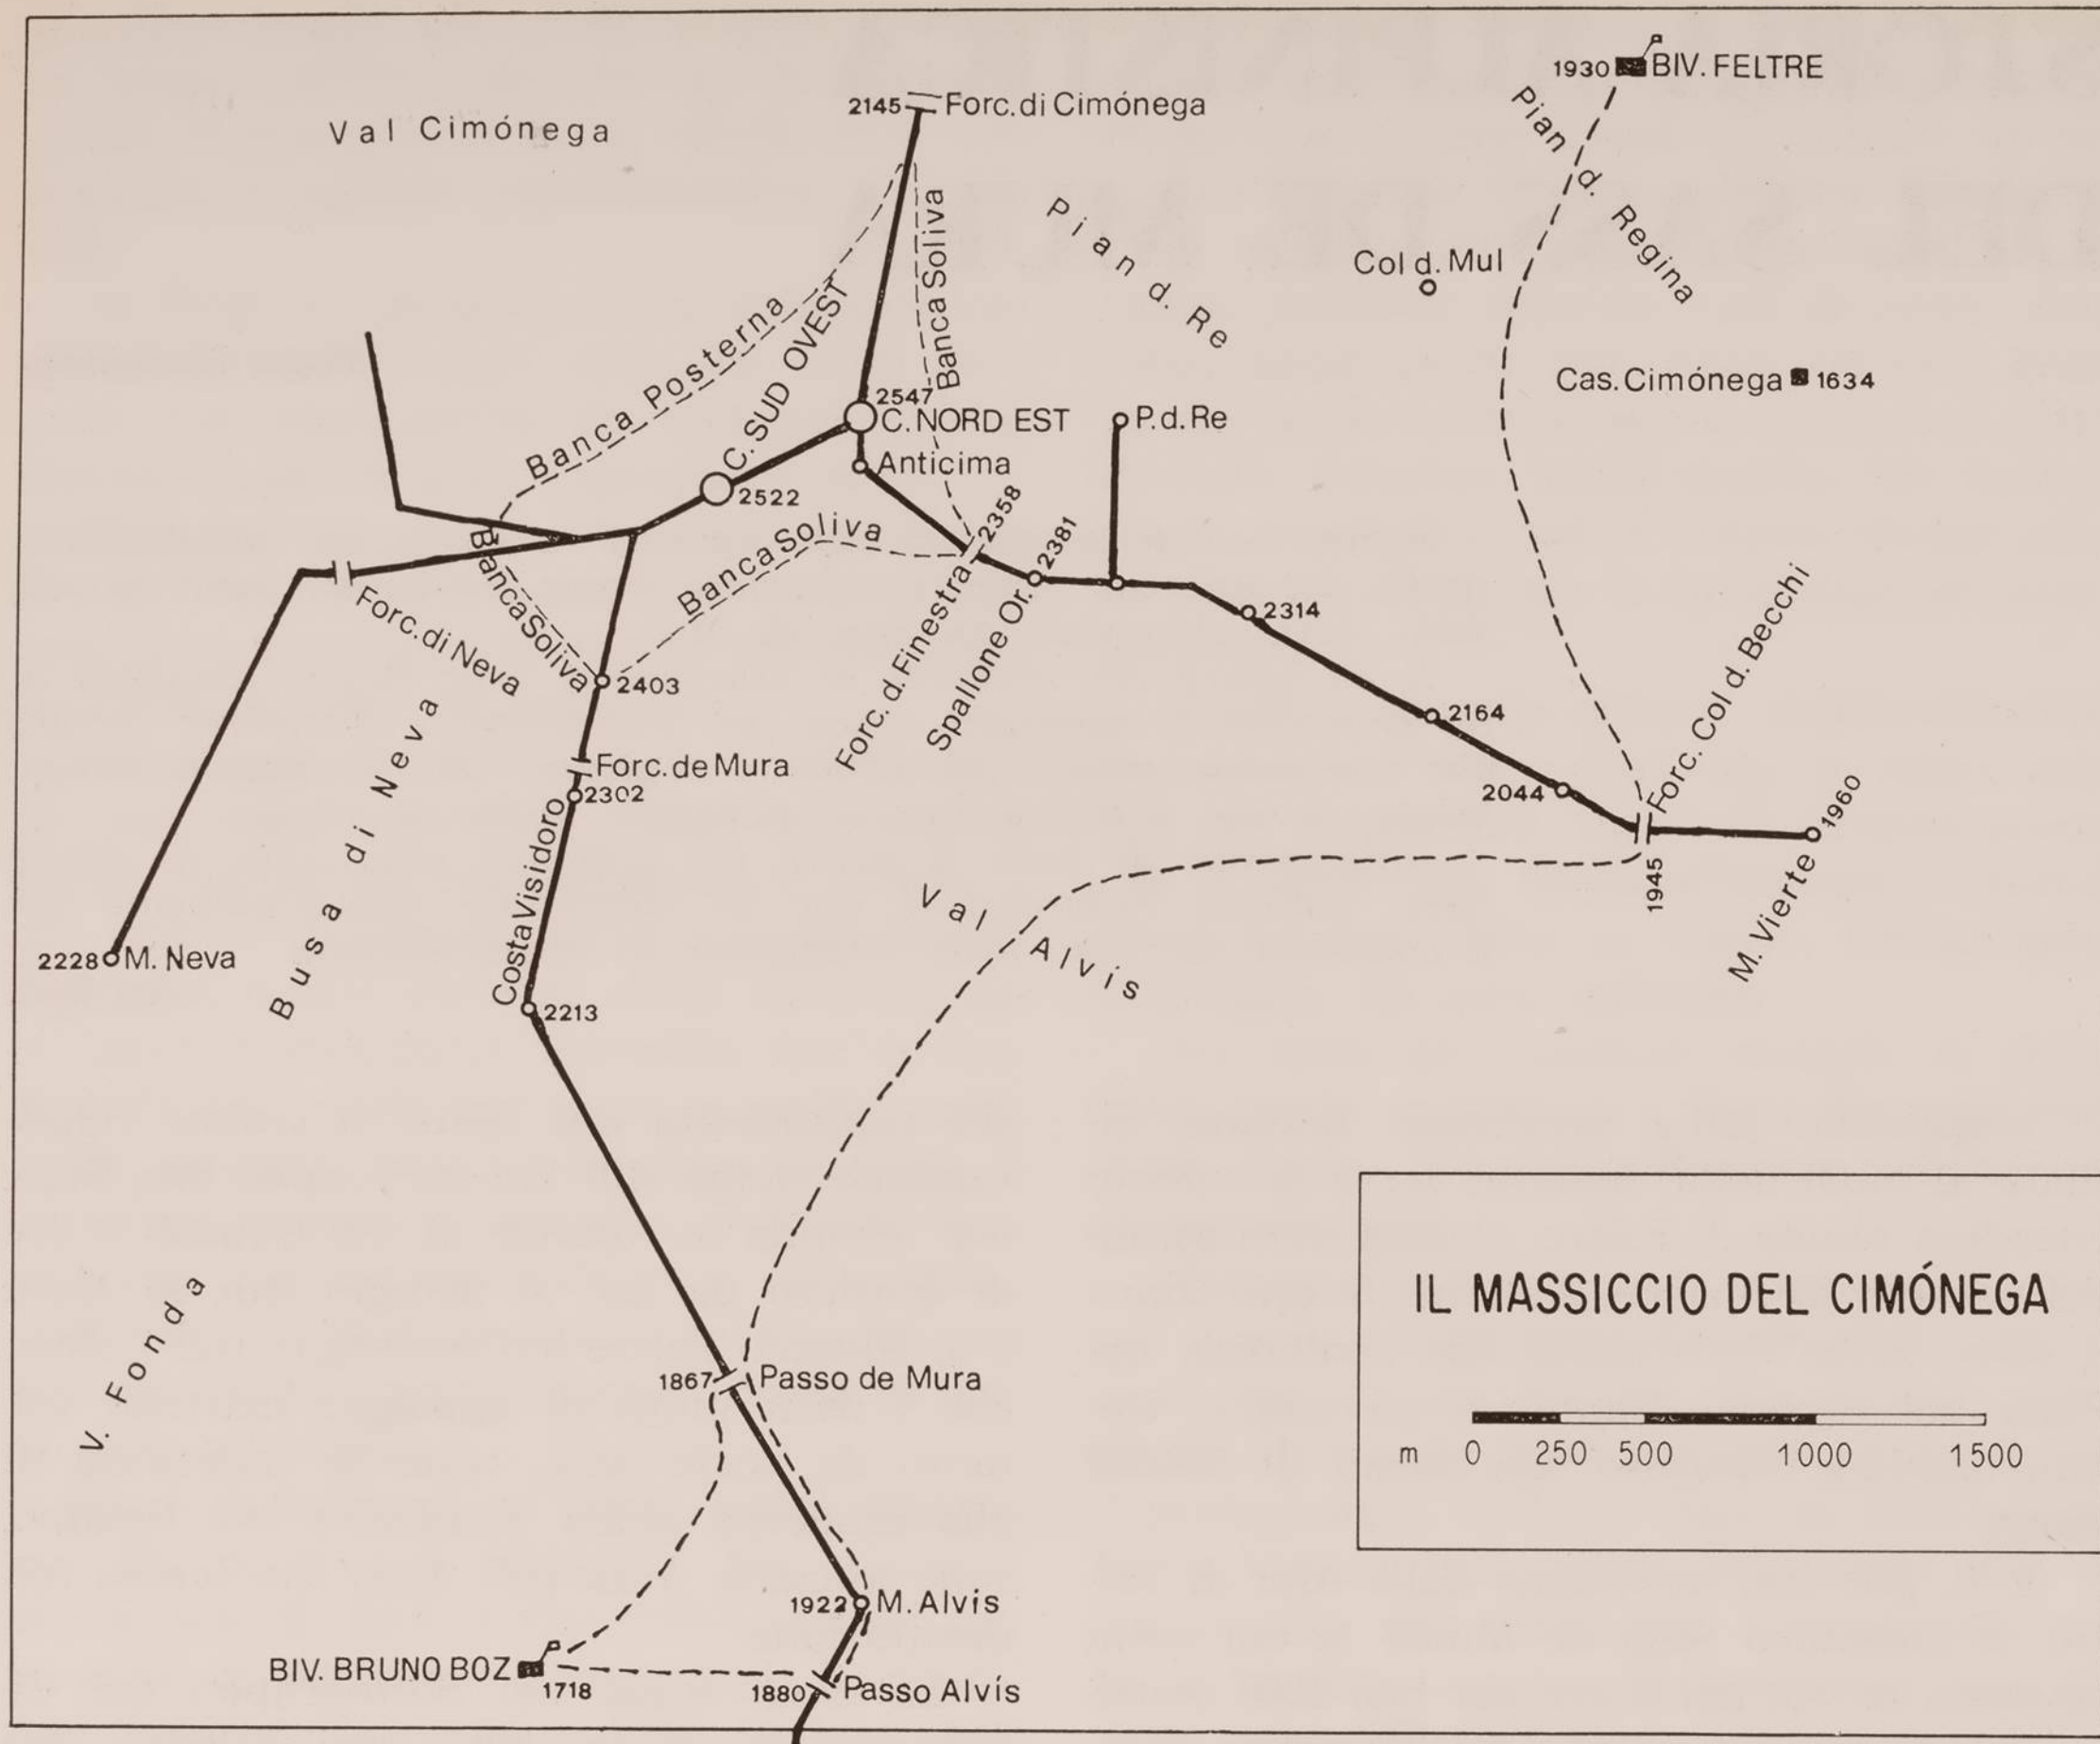 1930 BIV. FELTRE
2145 Forc. di Cimónega
Val Cimónega
Pian d. Regina
Banca Soliva
Pian d. Re
Col d. Mul
Banca Posterna
C. SUD OVEST
Cas. Cimónega 1634
2547
C. NORD EST
P. d. Re
Anticima
2522
2358
2381
Banca Soliva
Banca Soliva
Forc. di Neva
Forc. d. Finestra
Spallone Or.
2314
2403
2164
Forc. Col d. Becchi
Forc. de Mura
2302
2044
1960
Costa Visidoro
Busa di Neva
1945
M. Vierte
Val Alvis
2228 M. Neva
2213
V. Fonda
IL MASSICCIO DEL CIMÓNEGA
m 0 250 500 1000 1500
1867 Passo de Mura
1922 M. Alvis
BIV. BRUNO BOZ
1718
1880 Passo Alvís